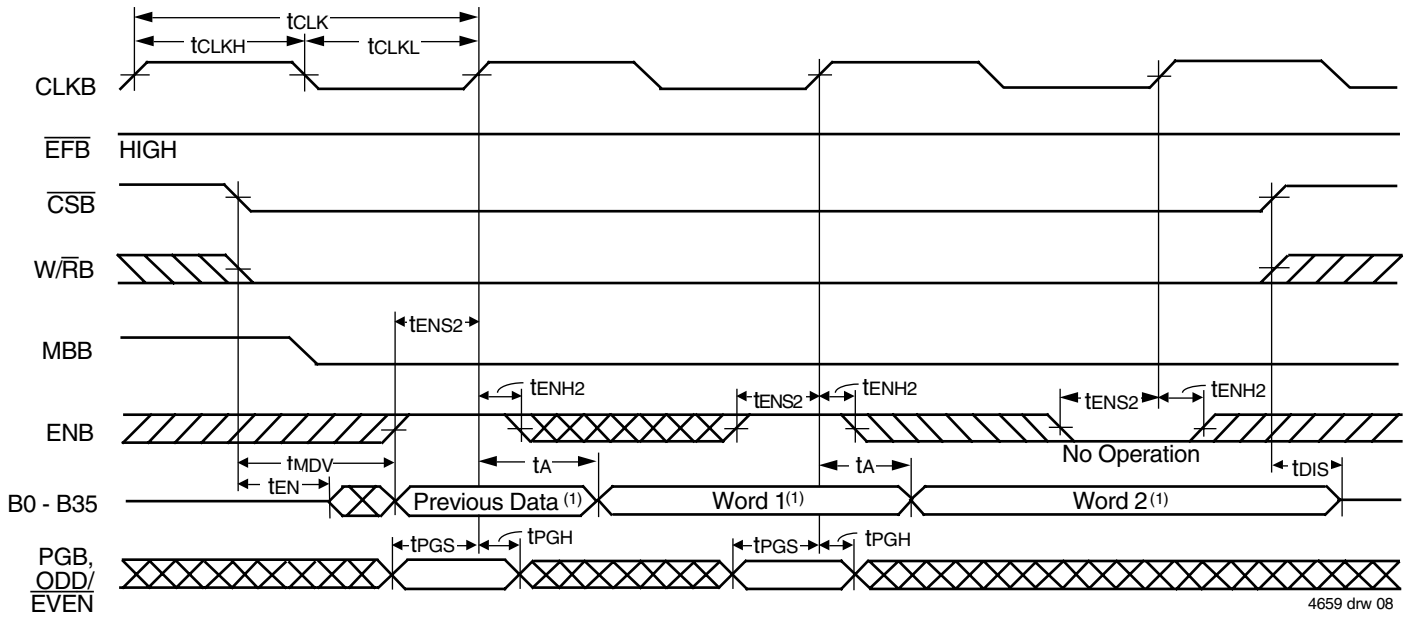 tCLK
tCLKH
tCLKL
CLKB
EFB HIGH
CSB
W/RB
tENS2
MBB
tENH2
tENS2
tENH2
tENS2
tENH2
ENB
No Operation
tMDV
tA
tA
tDIS
tEN
B0 - B35
Previous Data (1)
Word 1(1)
Word 2(1)
tPGS
tPGH
tPGS
tPGH
PGB,
ODD/
EVEN
4659 drw 08